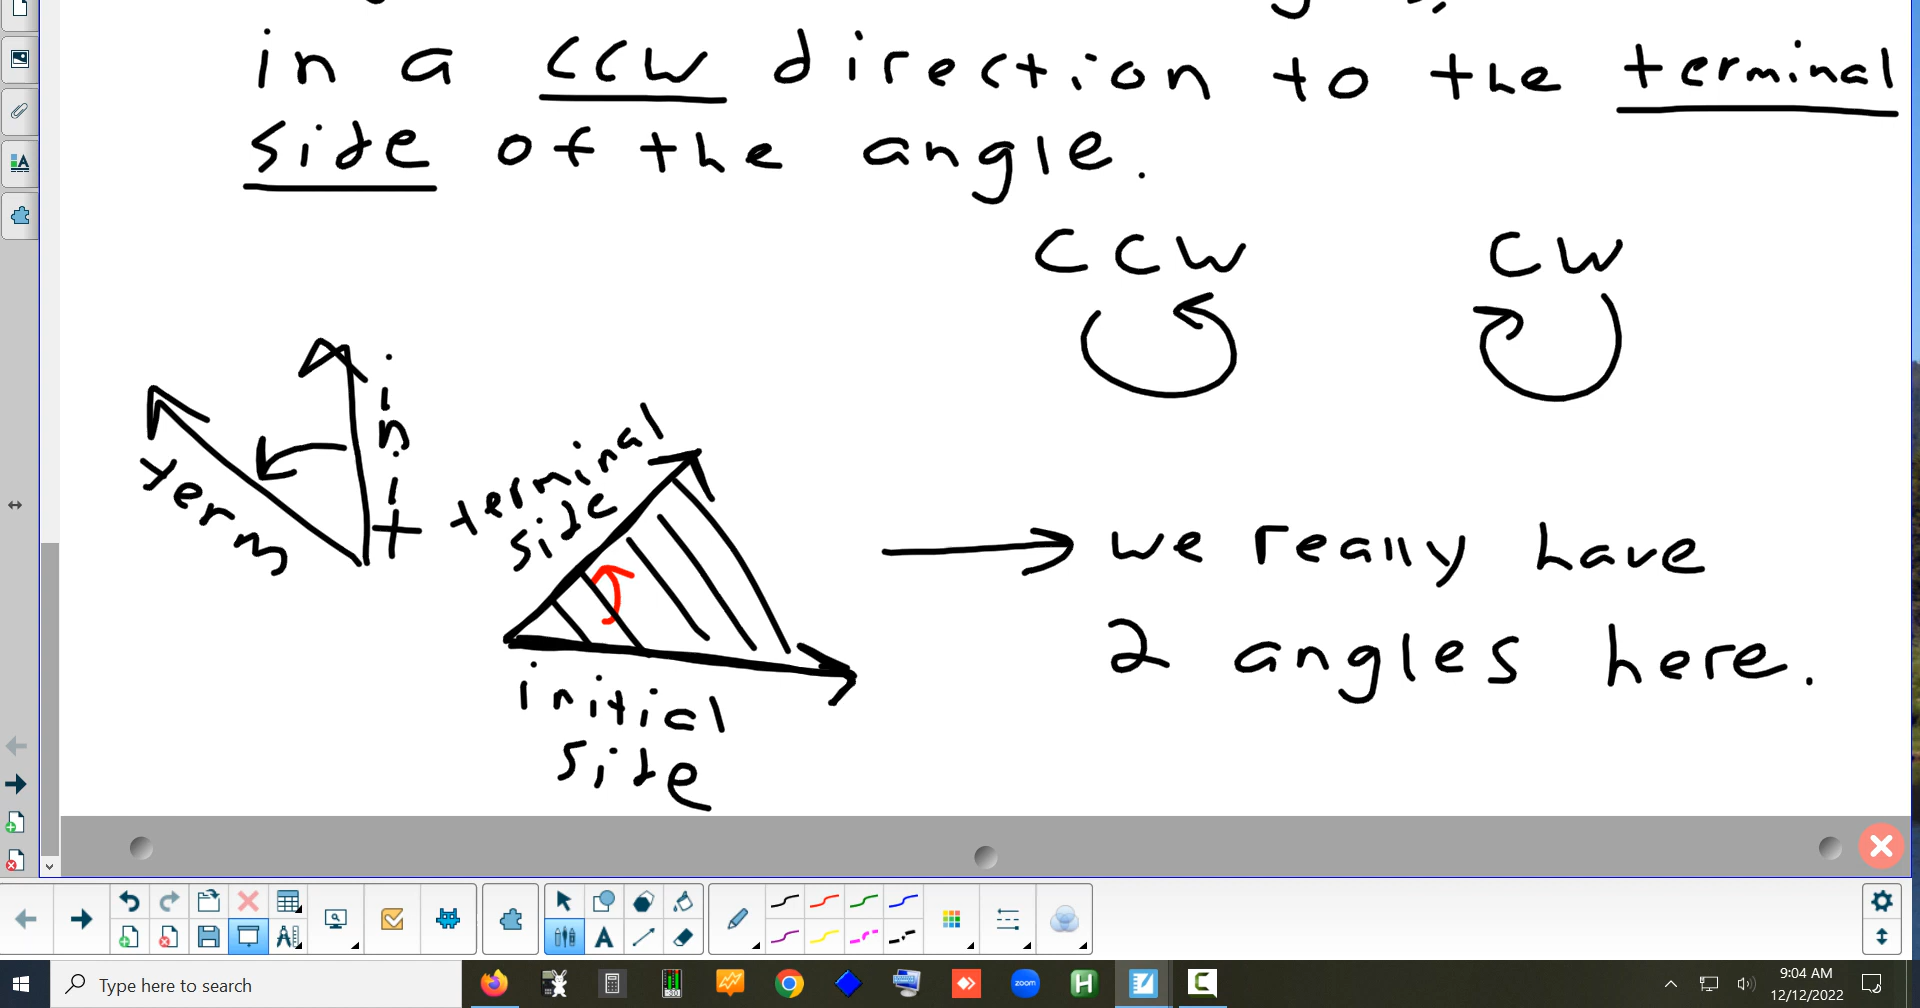 in a CCW direction to the terminal
side of the angle.
CCW CW
init
term
terminal
side
initial
side
we really have
2 angles here.
Type here to search
zoom
9:04 AM
12/12/2022